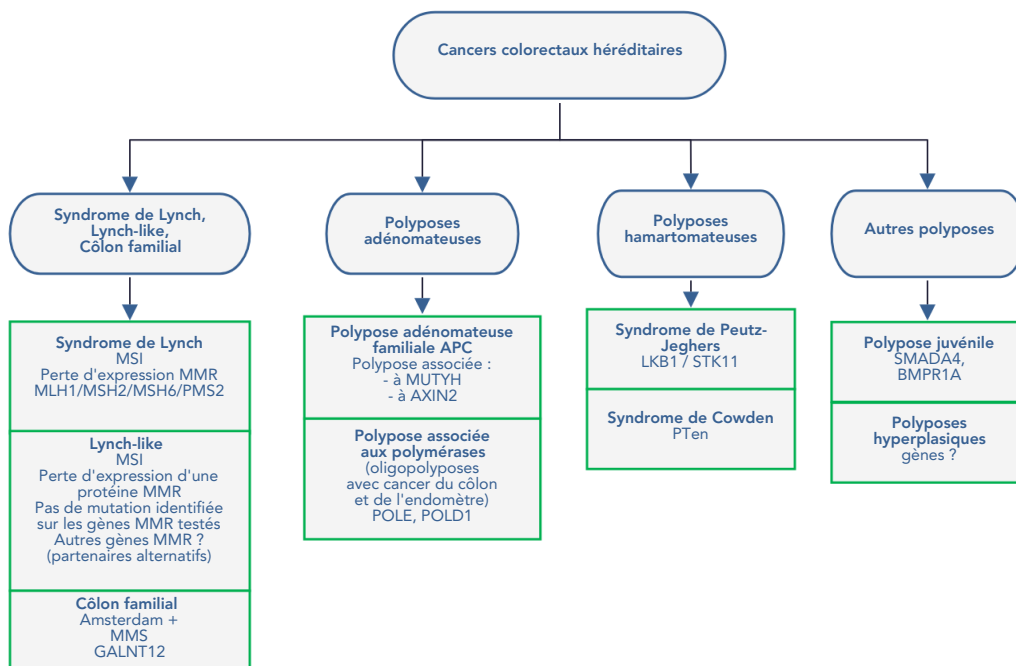 Cancers colorectaux héréditaires
Syndrome de Lynch,
Lynch-like,
Côlon familial
Polyposes
adénomateuses
Polyposes
hamartomateuses
Autres polyposes
Syndrome de Lynch
MSI
Perte d'expression MMR
MLH1/MSH2/MSH6/PMS2
Lynch-like
MSI
Perte d'expression d'une
protéine MMR
Pas de mutation identifiée
sur les gènes MMR testés
Autres gènes MMR ?
(partenaires alternatifs)
Côlon familial
Amsterdam +
MMS
GALNT12
Polypose adénomateuse
familiale APC
Polypose associée :
- à MUTYH
- à AXIN2
Polypose associée
aux polymérases
(oligopolyposes
avec cancer du côlon
et de l'endomètre)
POLE, POLD1
Syndrome de Peutz-
Jeghers
LKB1 / STK11
Syndrome de Cowden
PTen
Polypose juvénile
SMADA4,
BMPR1A
Polyposes
hyperplasiques
gènes ?